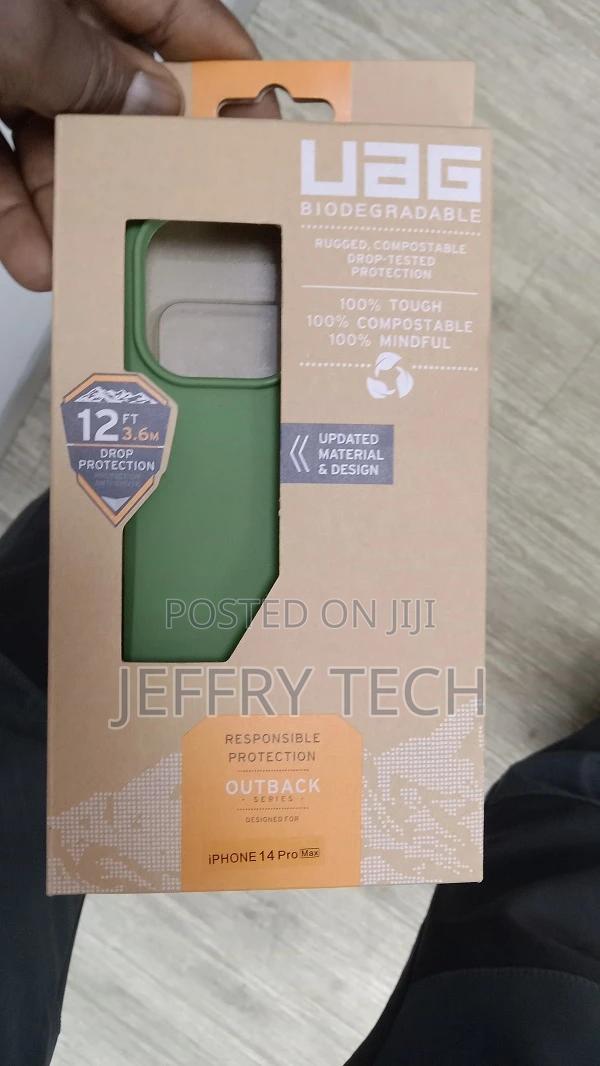 UAG
BIODEGRADABLE
RUGGED, COMPOSTABLE
DROP-TESTED
PROTECTION
100% TOUGH
100% COMPOSTABLE
100% MINDFUL
12 FT
3.6M
DROP
PROTECTION
UPDATED
MATERIAL
& DESIGN
POSTED ON JIJI
JEFFRY TECH
RESPONSIBLE
PROTECTION
OUTBACK
- SERIES -
DESIGNED FOR
iPHONE 14 Pro Max